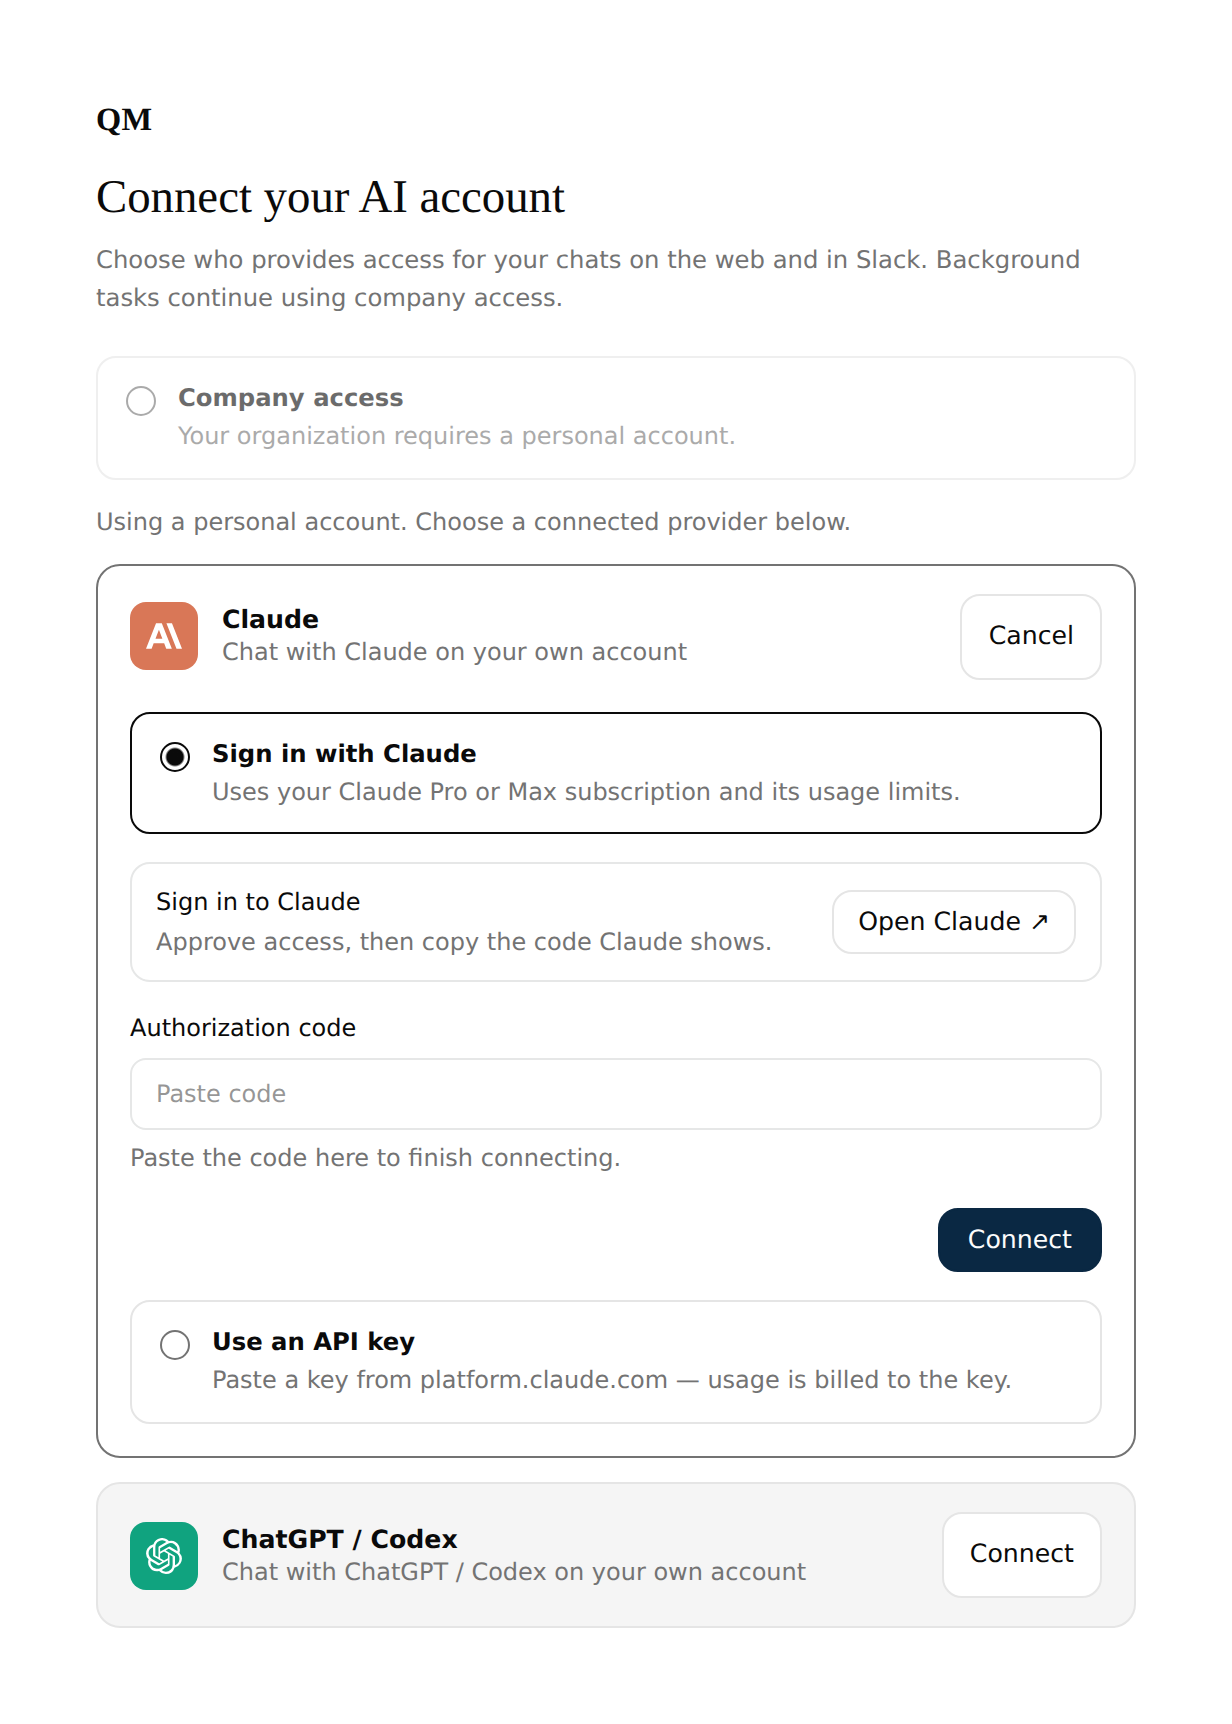 QM
Connect your AI account
Choose who provides access for your chats on the web and in Slack. Background
tasks continue using company access.
Company access
Your organization requires a personal account.
Using a personal account. Choose a connected provider below.
Claude
Chat with Claude on your own account
Cancel
Sign in with Claude
Uses your Claude Pro or Max subscription and its usage limits.
Sign in to Claude
Approve access, then copy the code Claude shows.
Open Claude ↗
Authorization code
Paste code
Paste the code here to finish connecting.
Connect
Use an API key
Paste a key from platform.claude.com — usage is billed to the key.
ChatGPT / Codex
Chat with ChatGPT / Codex on your own account
Connect